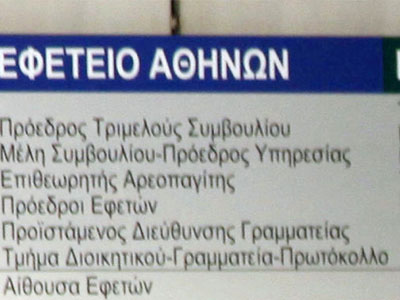 ΕΦΕΤΕΙΟ ΑΘΗΝΩΝ
Πρόεδρος Τριμελούς Συμβουλίου
Μέλη Συμβουλίου-Πρόεδρος Υπηρεσίας
Επιθεωρητής Αρεοπαγίτης
Πρόεδροι Εφετών
Προϊστάμενος Διεύθυνσης Γραμματείας
Τμήμα Διοικητικού-Γραμματεία-Πρωτόκολλο
Αίθουσα Εφετών